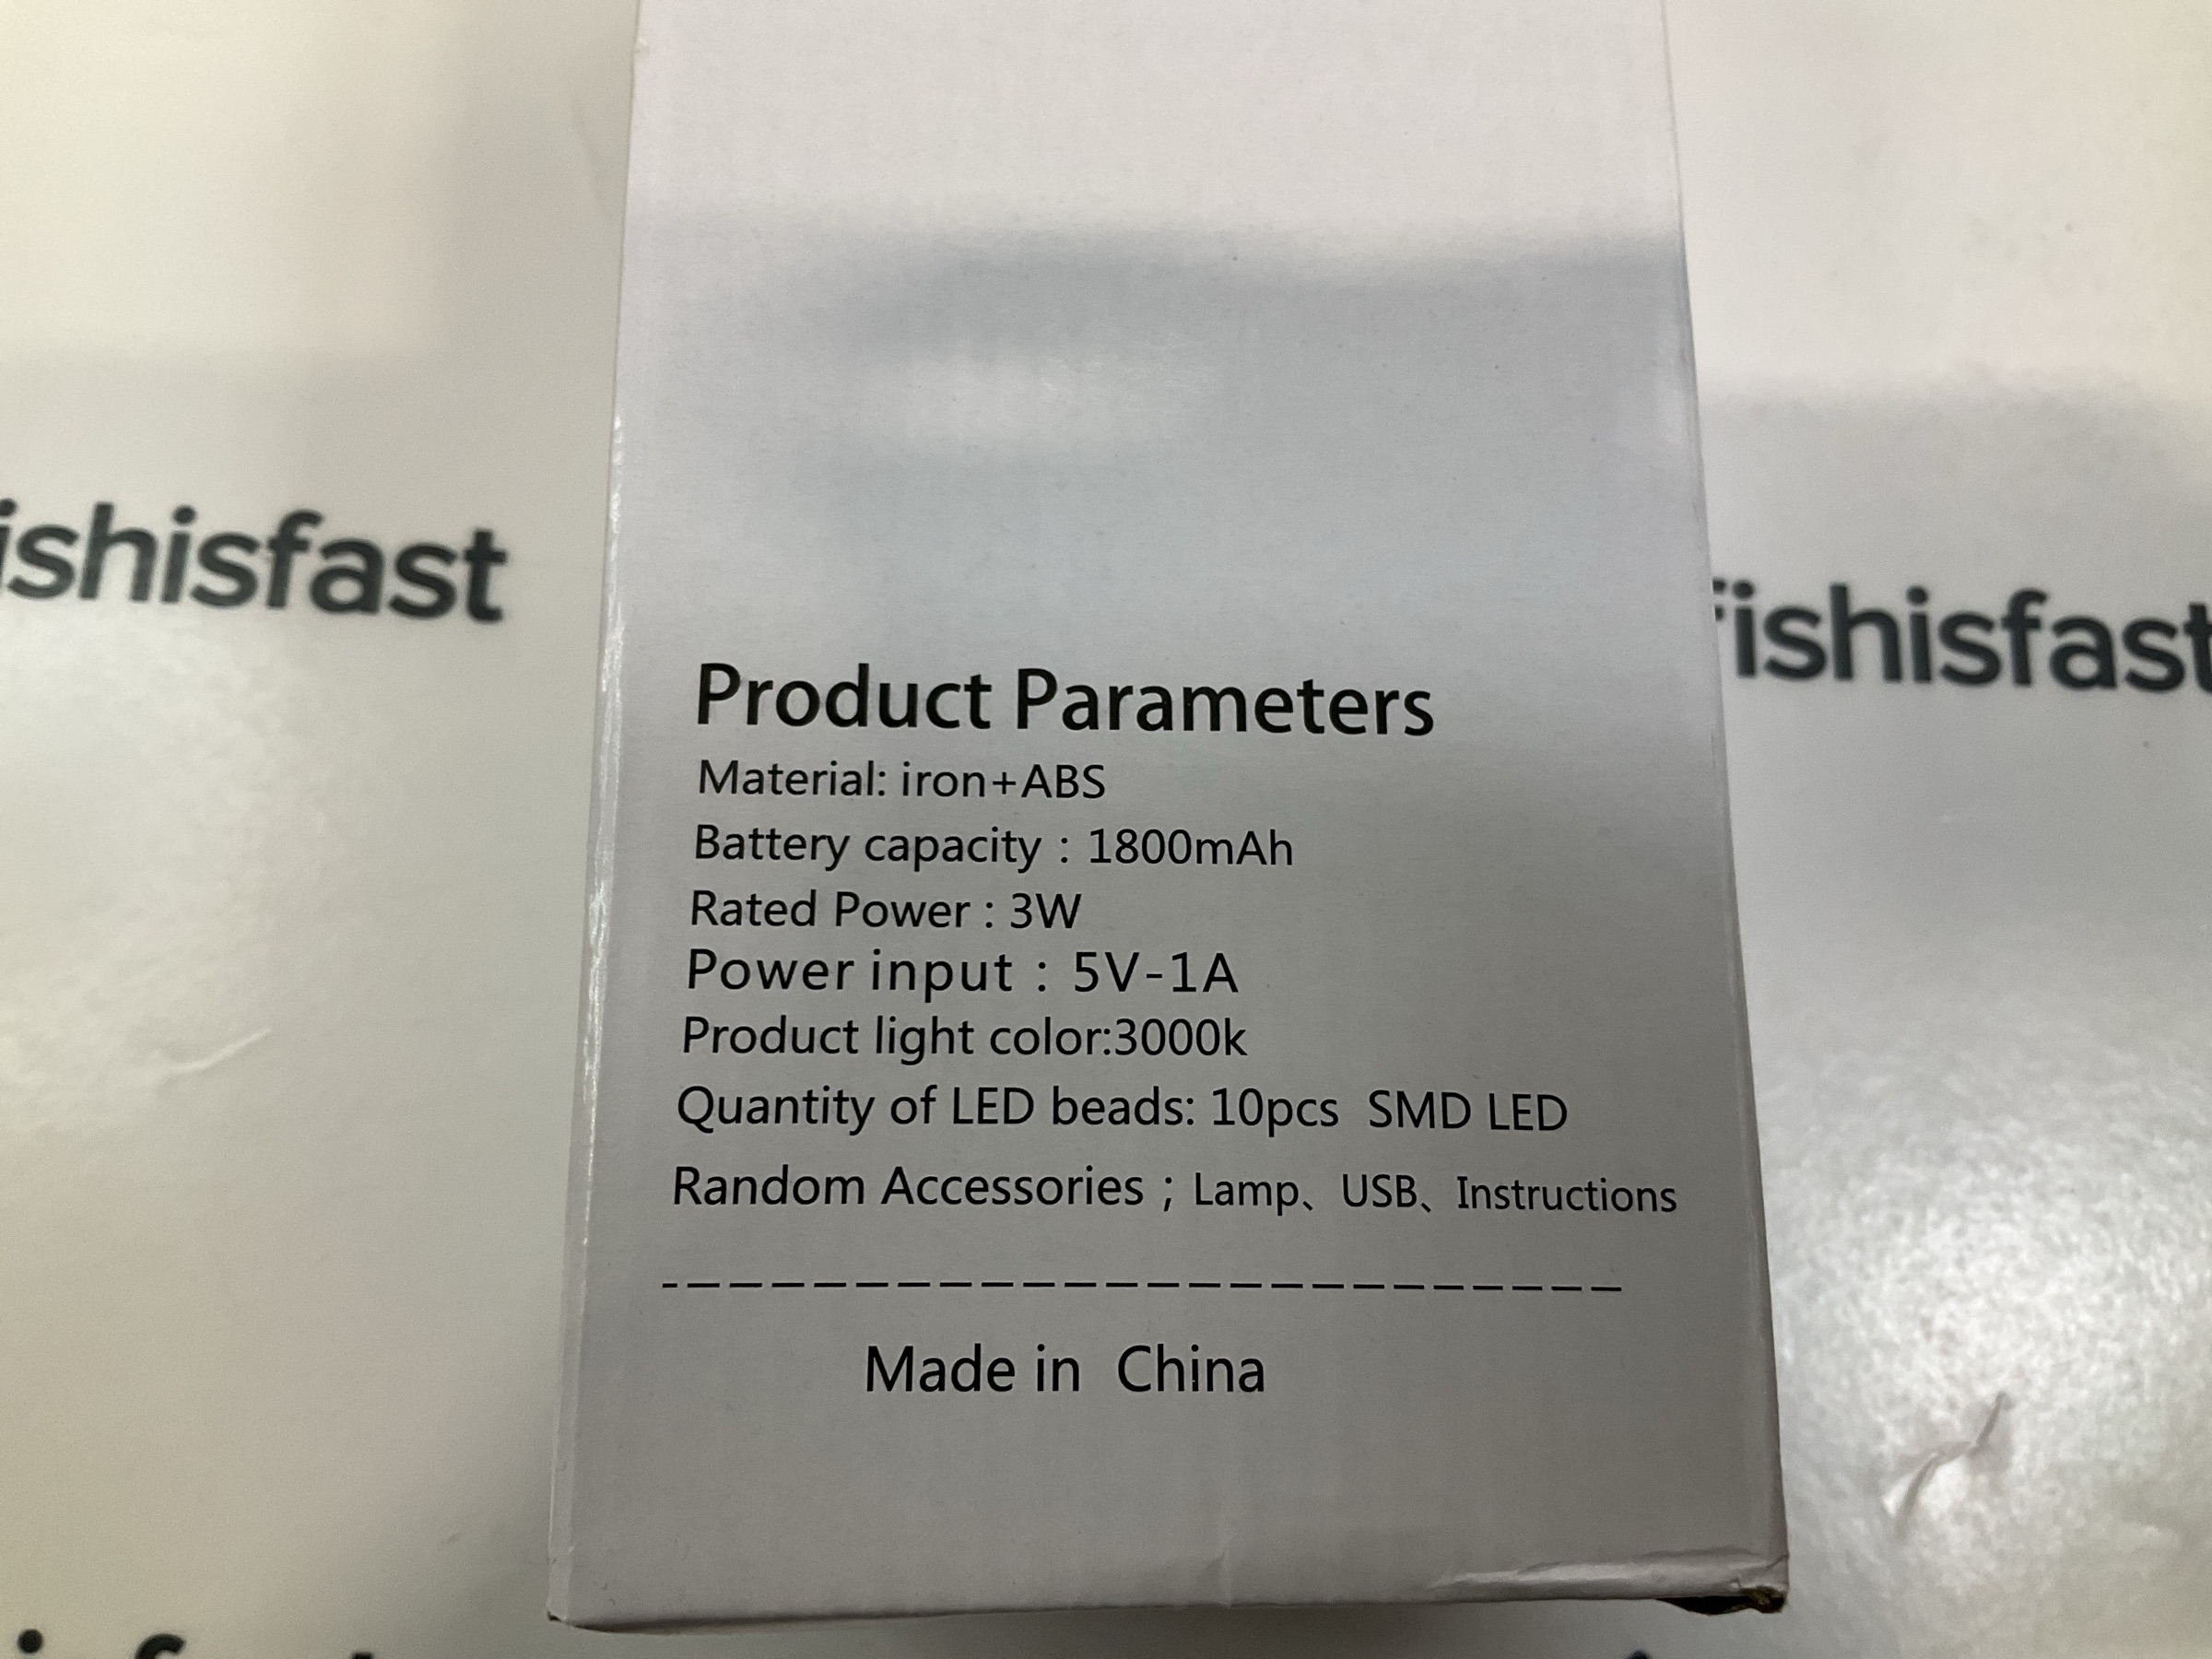 ishisfast
fishisfast
Product Parameters
Material: iron+ABS
Battery capacity : 1800mAh
Rated Power : 3W
Power input : 5V-1A
Product light color:3000k
Quantity of LED beads: 10pcs SMD LED
Random Accessories ; Lamp、 USB、 Instructions
Made in China